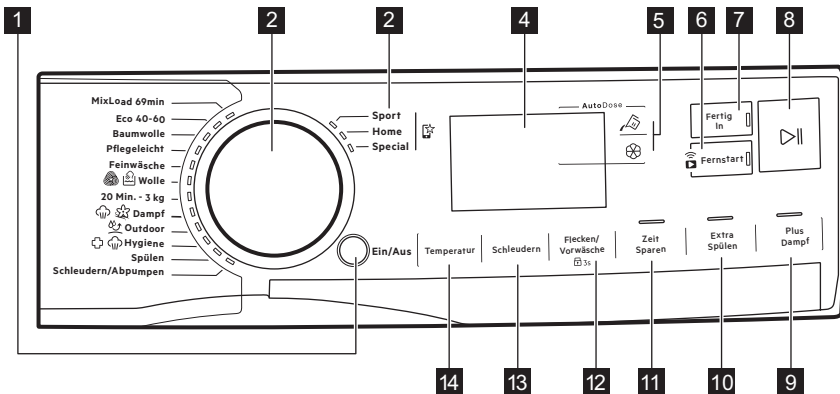 1
2
2
4
5
6
7
8
MixLoad 69min
Eco 40-60
Baumwolle
Pflegeleicht
Feinwäsche
Wolle
20 Min. - 3 kg
Dampf
Outdoor
Hygiene
Spülen
Schleudern/Abpumpen
Sport
Home
Special
Ein/Aus
AutoDose
Fertig
In
Fernstart
Temperatur
Schleudern
Flecken/
Vorwäsche
3s
Zeit
Sparen
Extra
Spülen
Plus
Dampf
14
13
12
11
10
9